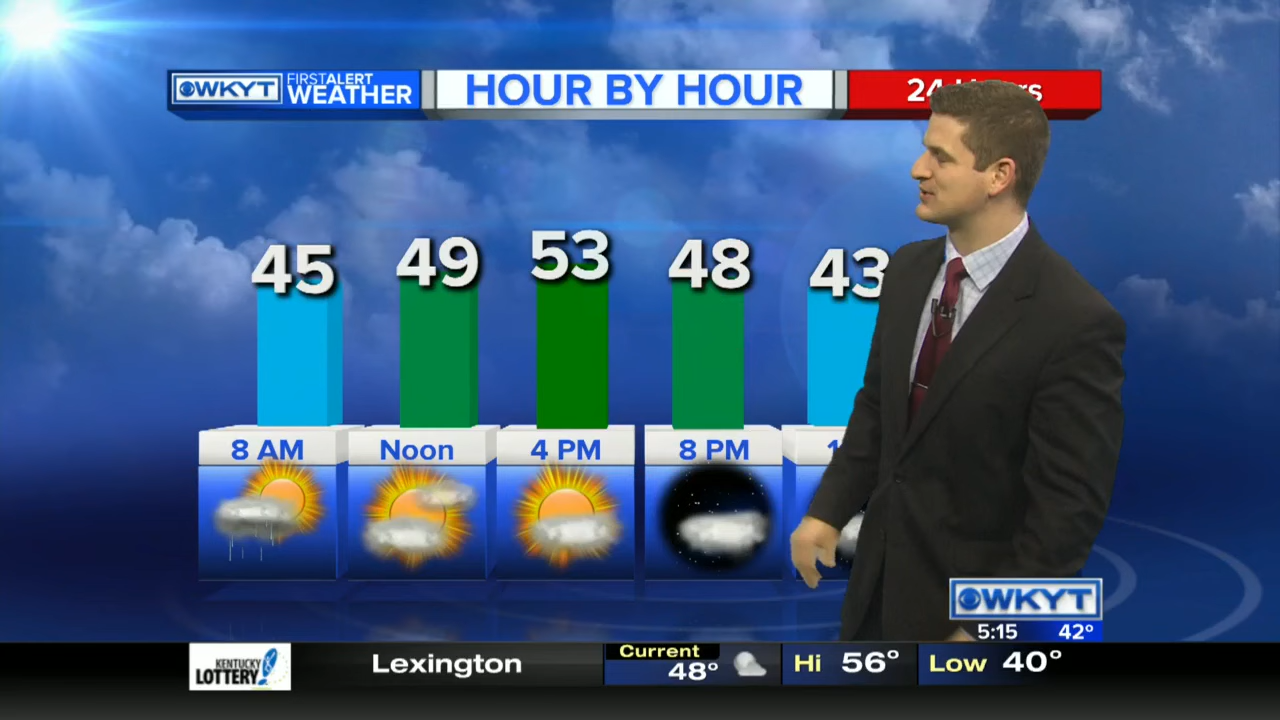 WKYT FIRST ALERT WEATHER
HOUR BY HOUR
45 49 53 48 43
8 AM Noon 4 PM 8 PM
WKYT
5:15 42°
KENTUCKY LOTTERY
Lexington
Current 48°
Hi 56°
Low 40°